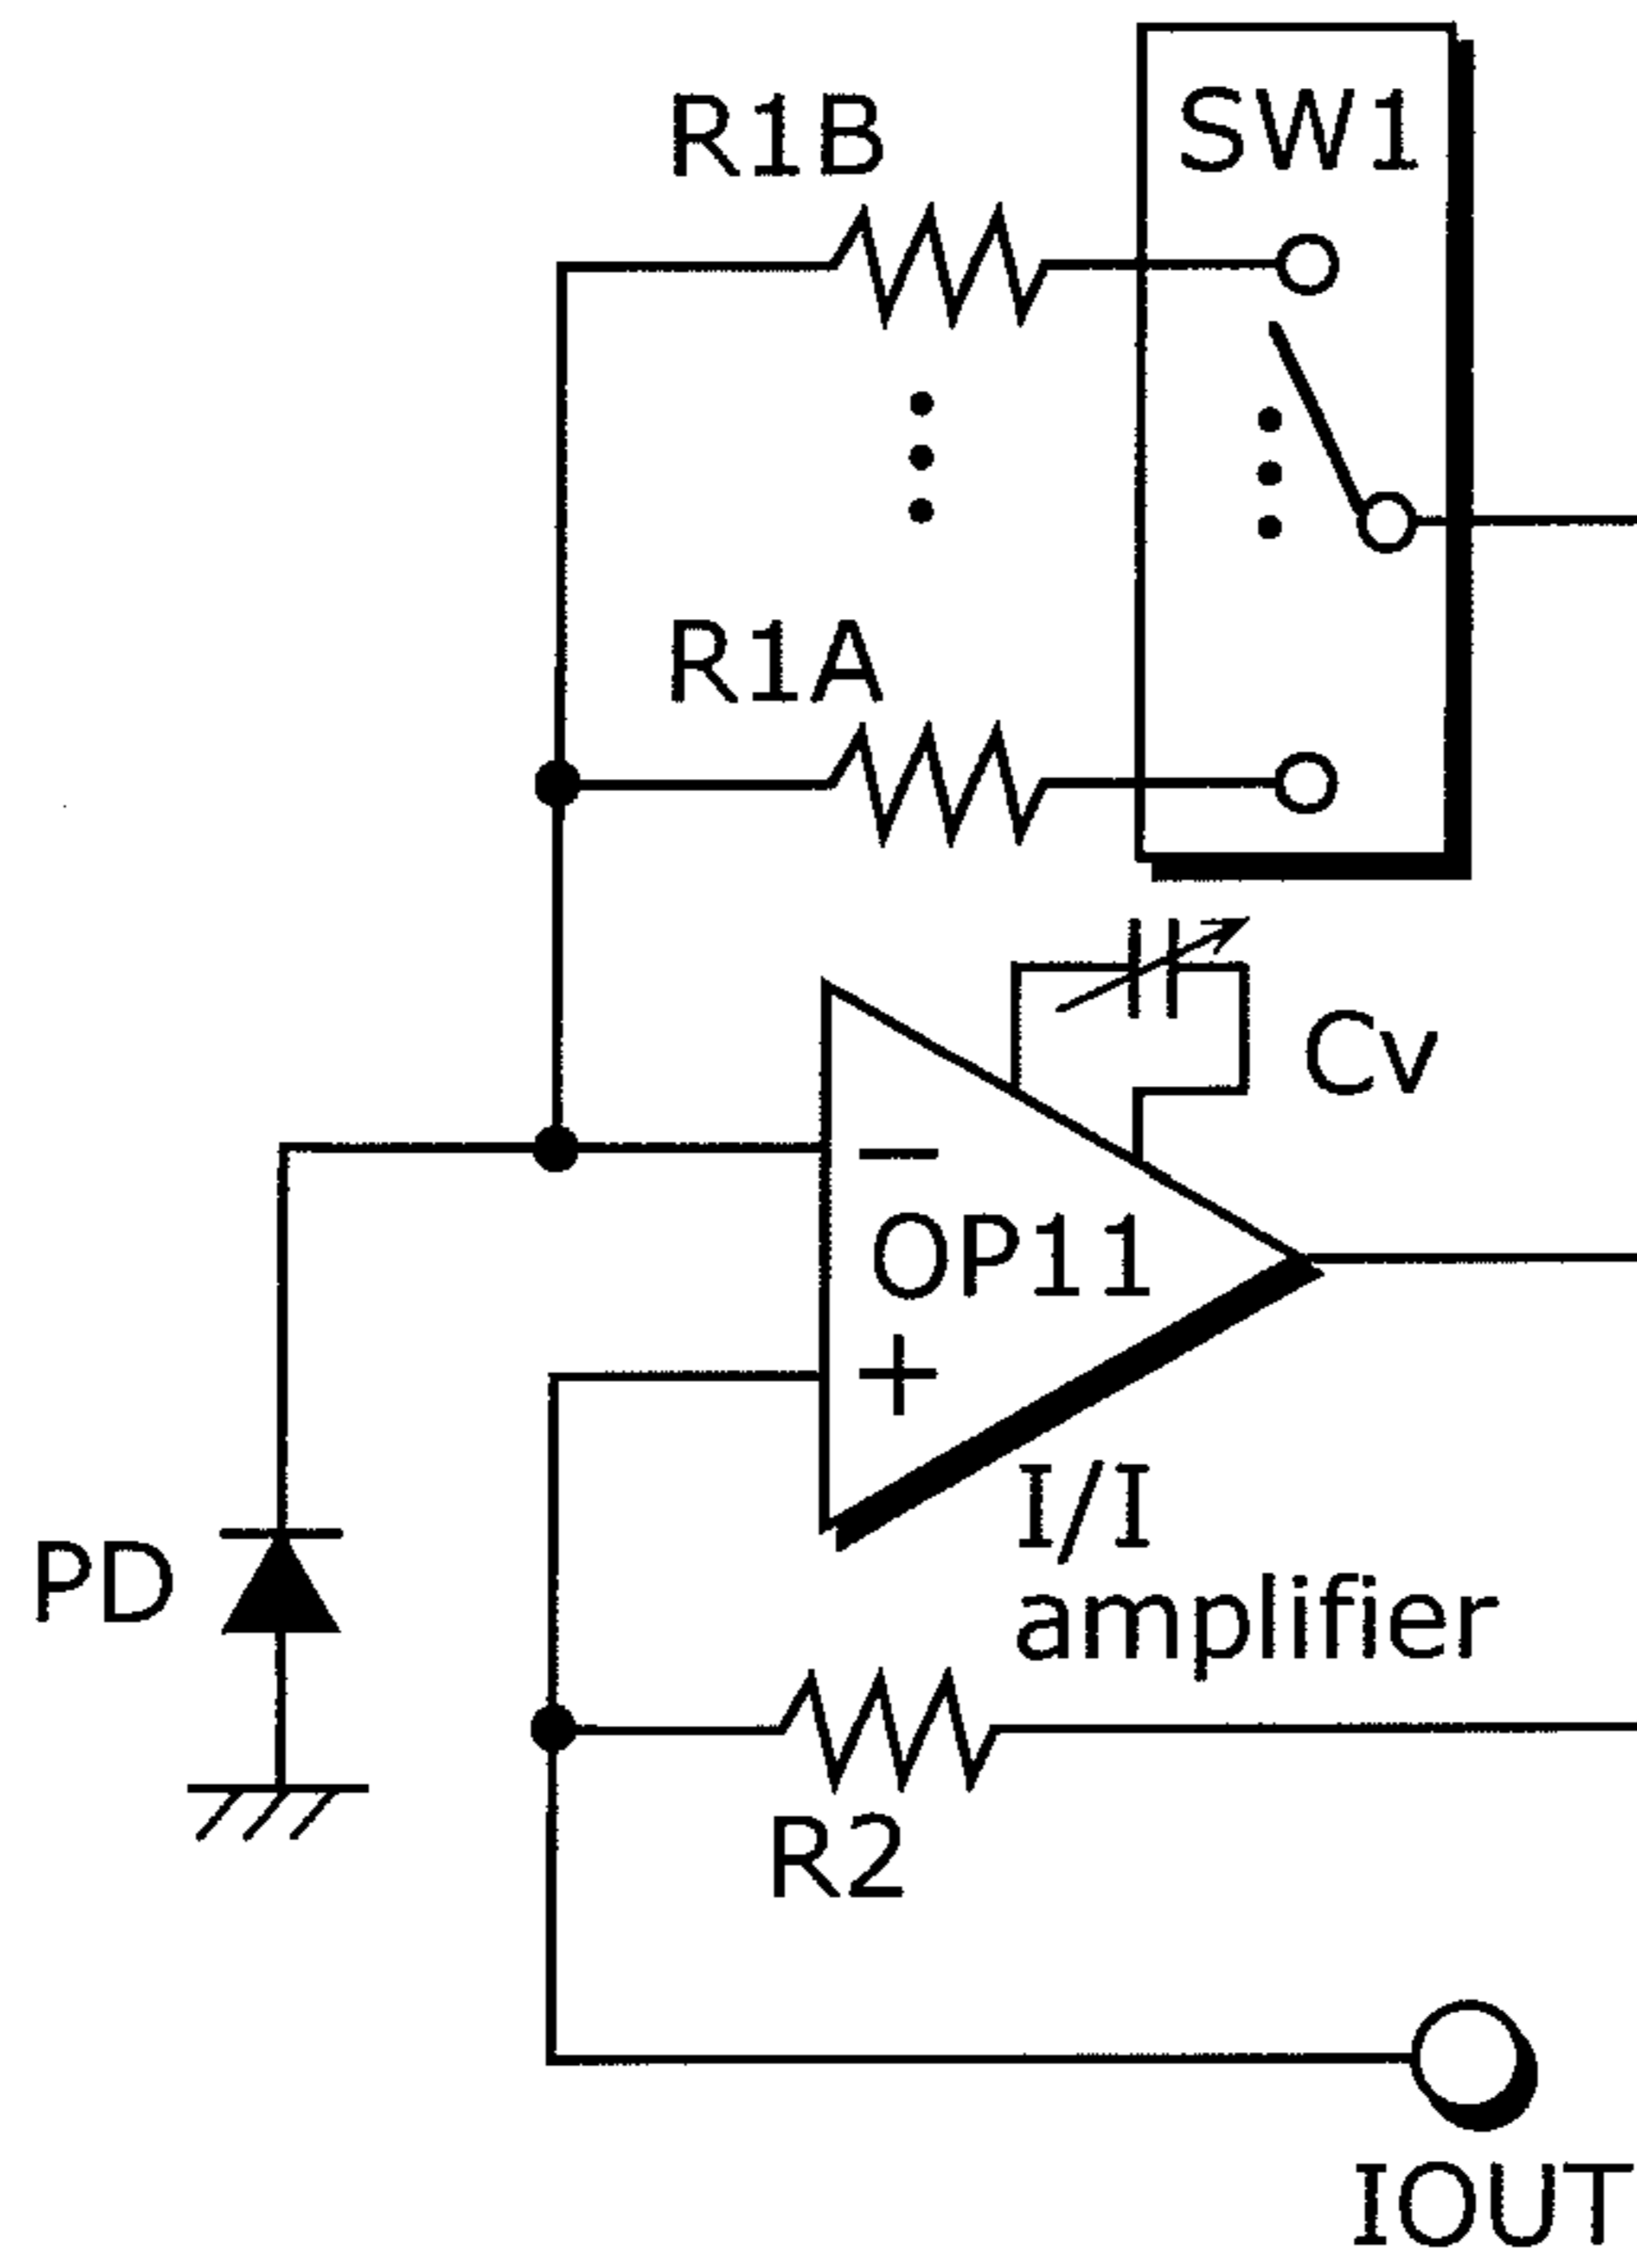 R1B
SW1
R1A
Cv
−
OP11
+
I/I
amplifier
PD
R2
IOUT